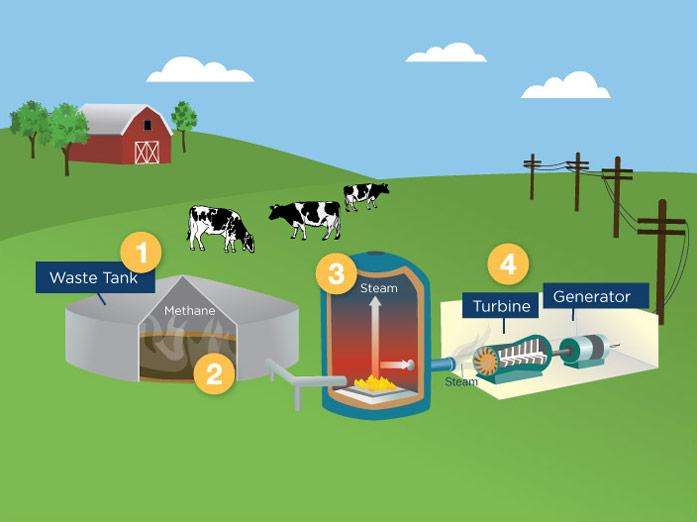 1
Waste Tank
Methane
2
3
Steam
4
Turbine
Generator
Steam